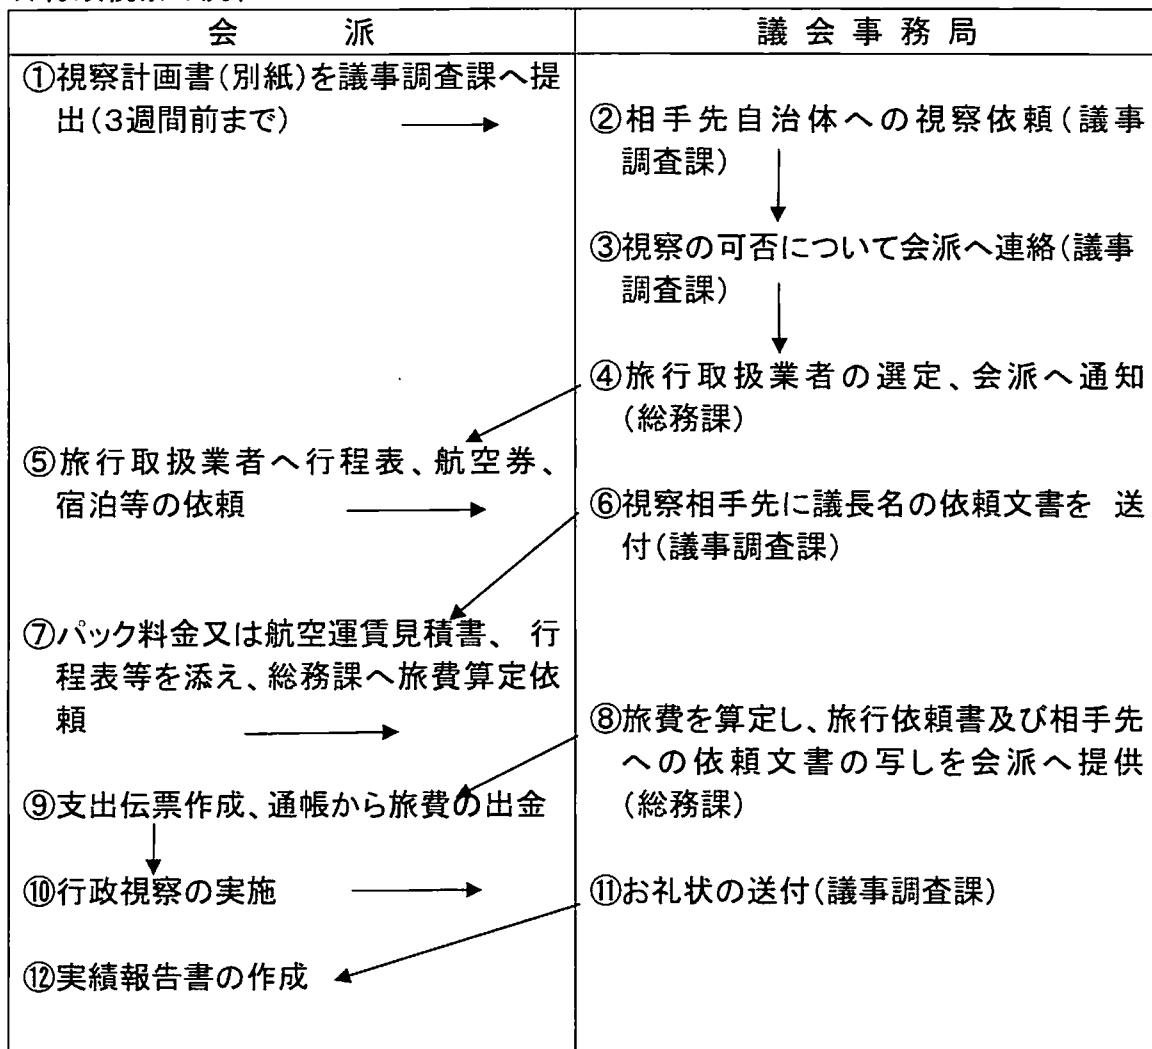 会派
議会事務局
①視察計画書(別紙)を議事調査課へ提
出(3週間前まで)
②相手先自治体への視察依頼(議事
調査課)
③視察の可否について会派へ連絡(議事
調査課)
④旅行取扱業者の選定、会派へ通知
(総務課)
⑤旅行取扱業者へ行程表、航空券、
宿泊等の依頼
⑥視察相手先に議長名の依頼文書を 送
付(議事調査課)
⑦パック料金又は航空運賃見積書、 行
程表等を添え、総務課へ旅費算定依
頼
⑧旅費を算定し、旅行依頼書及び相手先
への依頼文書の写しを会派へ提供
(総務課)
⑨支出伝票作成、通帳から旅費の出金
⑩行政視察の実施
⑪お礼状の送付(議事調査課)
⑫実績報告書の作成